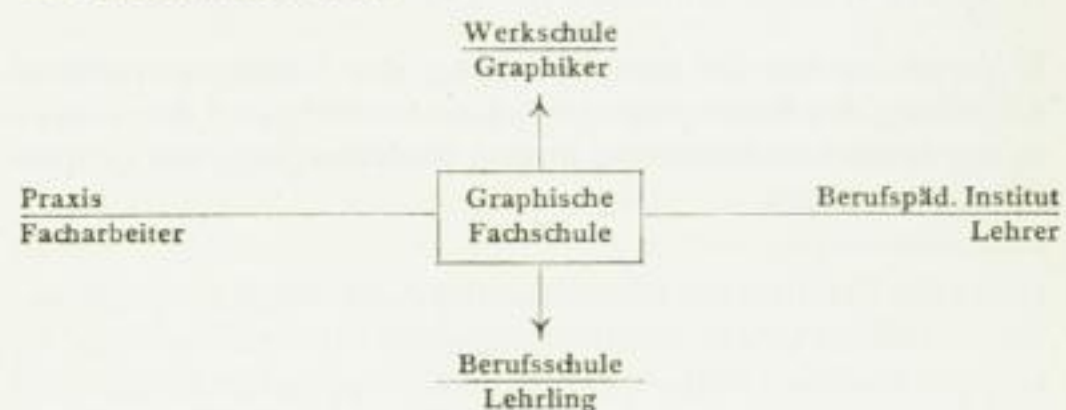 Werkschule
Graphiker
Praxis
Facharbeiter
Graphische
Fachschule
Berufspäd. Institut
Lehrer
Berufsschule
Lehrling